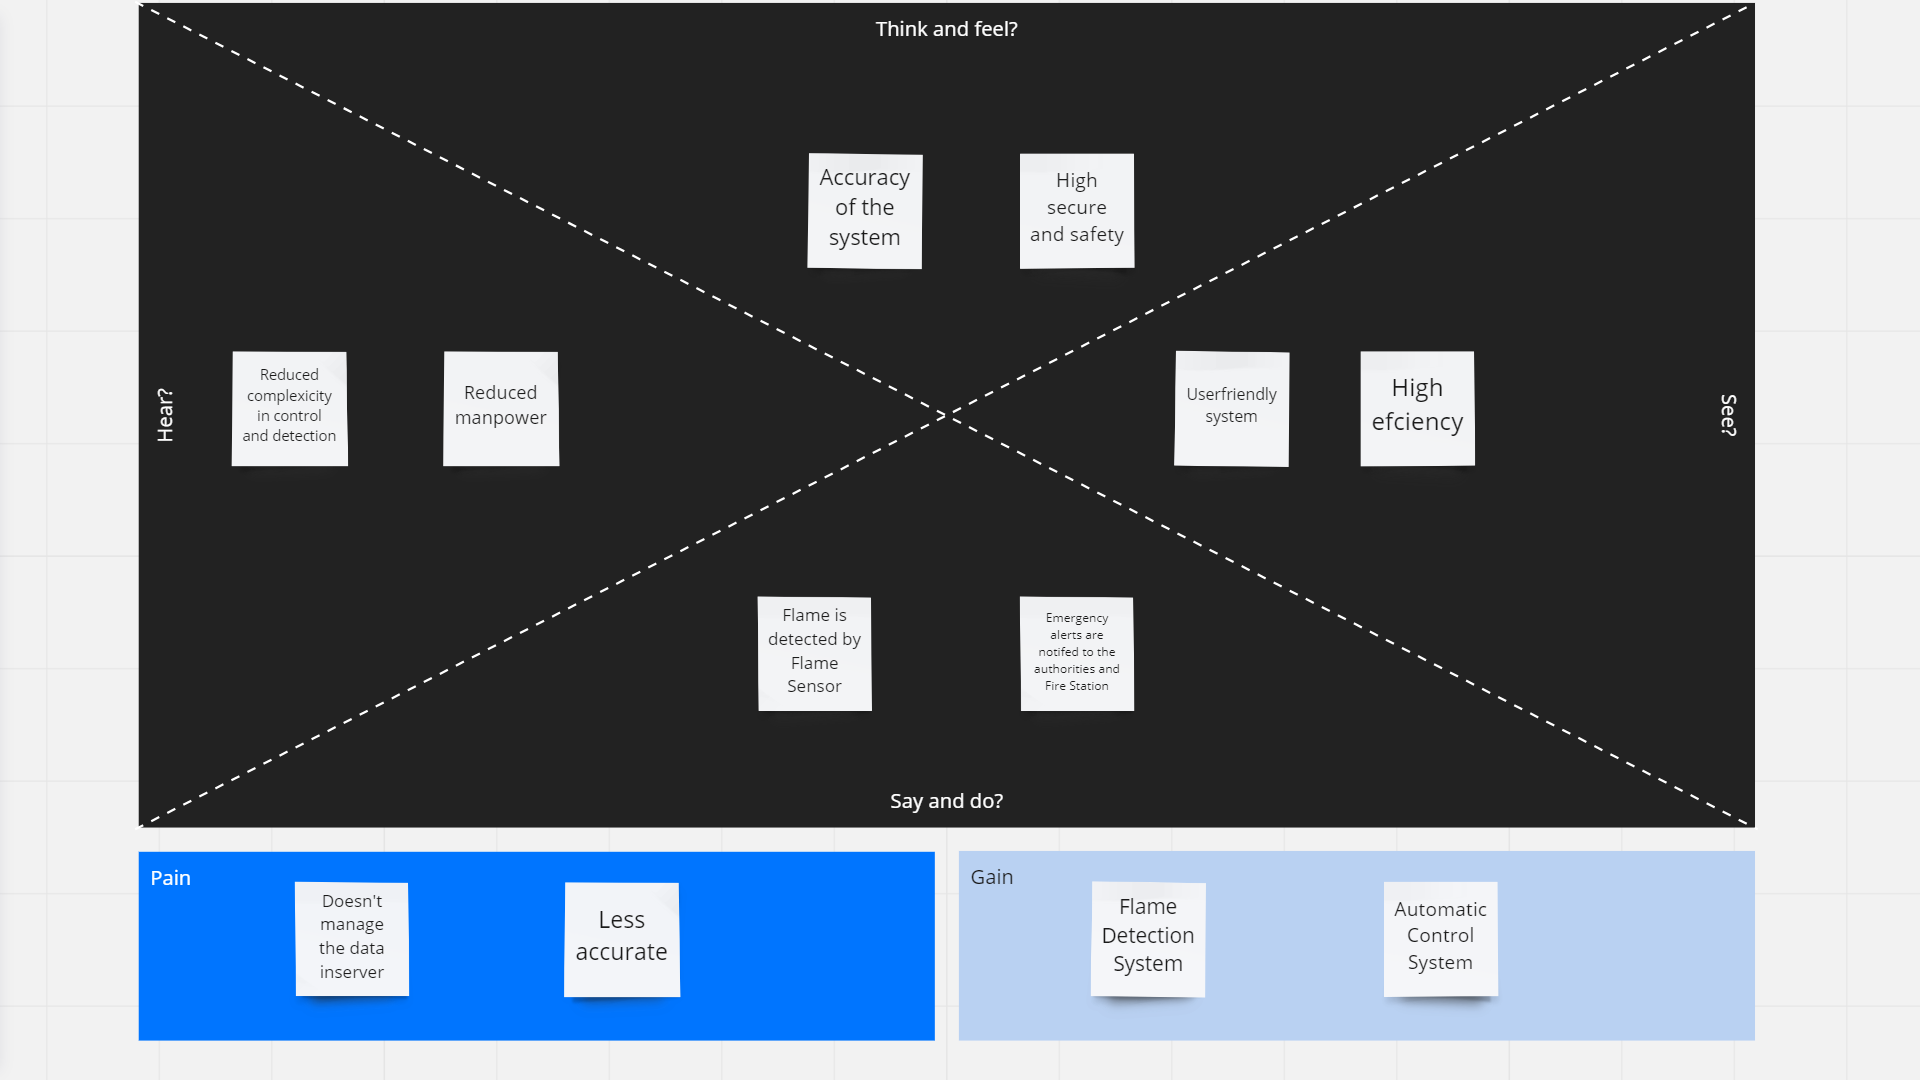 Think and feel?
Accuracy
of the
system
High
secure
and safety
Hear?
Reduced
complexicity
in control
and detection
Reduced
manpower
Userfriendly
system
High
efciency
See?
Flame is
detected by
Flame
Sensor
Emergency
alerts are
notifed to the
authorities and
Fire Station
Say and do?
Pain
Doesn't
manage
the data
inserver
Less
accurate
Gain
Flame
Detection
System
Automatic
Control
System